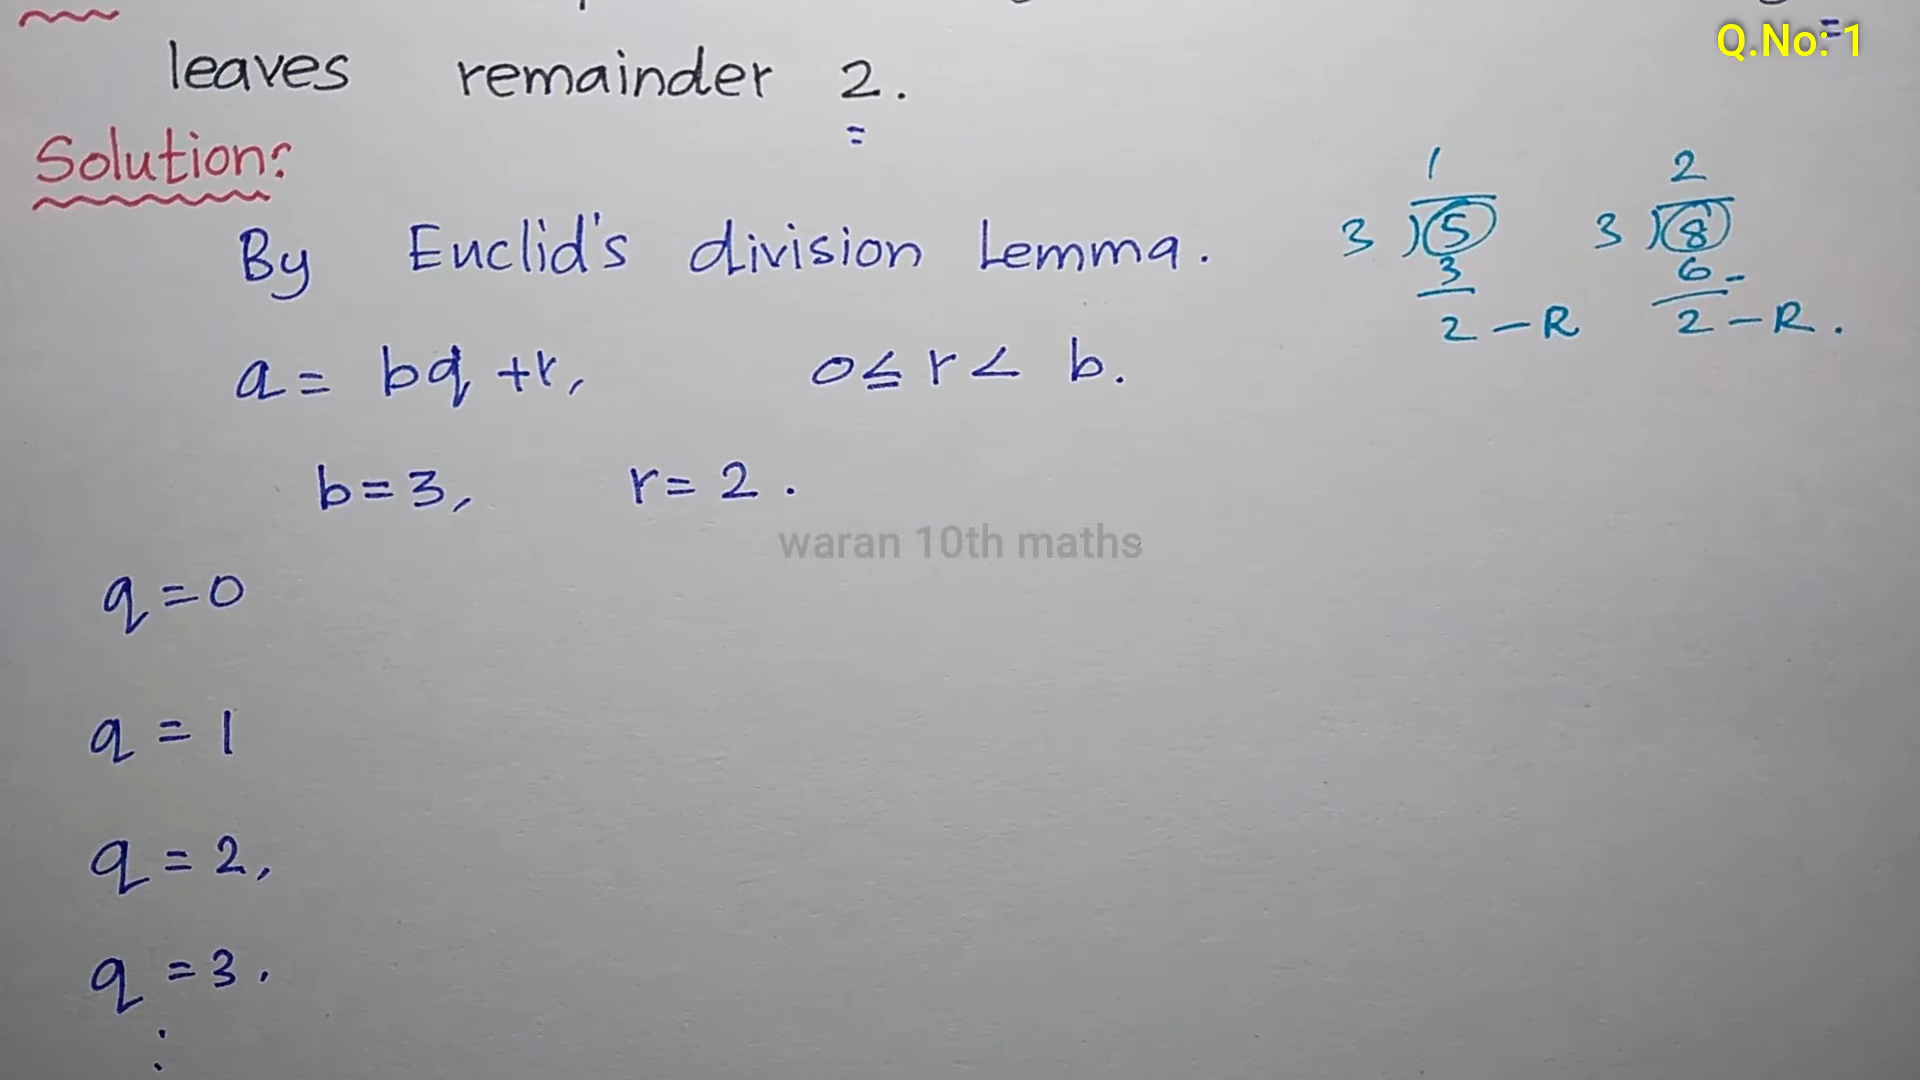 Q.No: 1
leaves remainder 2.
=
Solution:
By Euclid's division Lemma.
a = bq + r, 0 ≤ r < b.
b = 3, r = 2.
1
3 ) 5
3
2 - R
2
3 ) 8
6 -
2 - R.
waran 10th maths
q = 0
q = 1
q = 2,
q = 3.
⋮